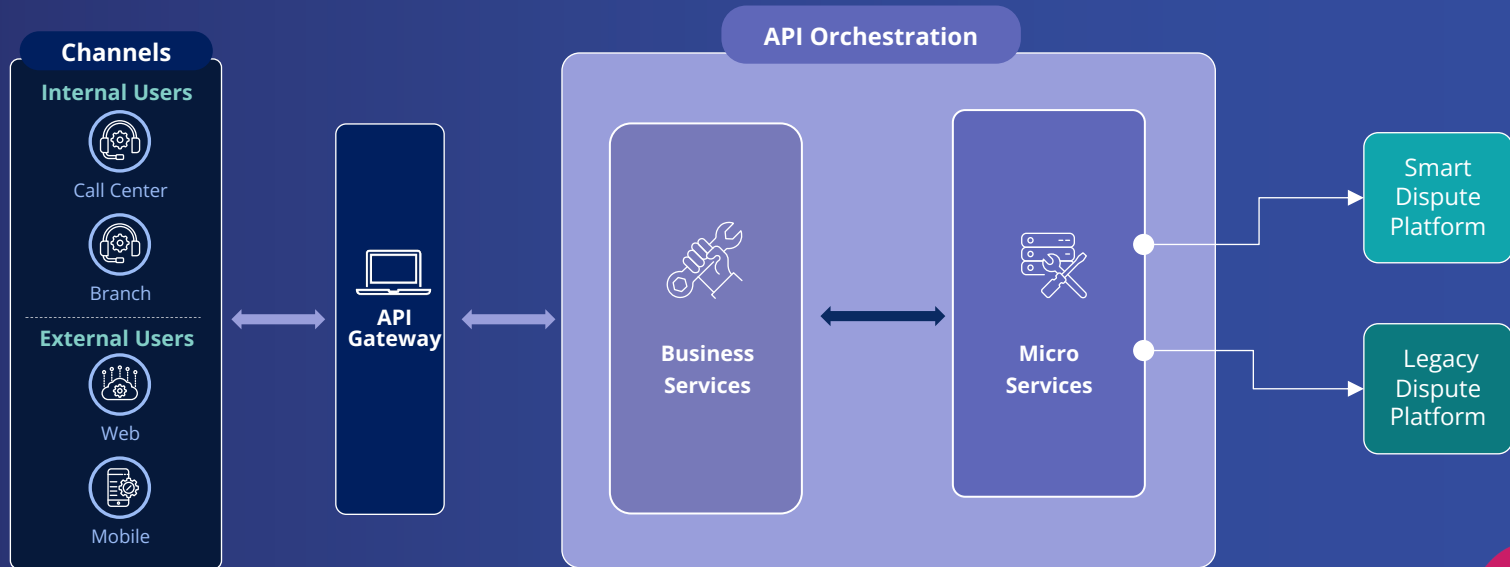 Channels
Internal Users
Call Center
Branch
External Users
Web
Mobile
API
Gateway
API Orchestration
Business
Services
Micro
Services
Smart
Dispute
Platform
Legacy
Dispute
Platform